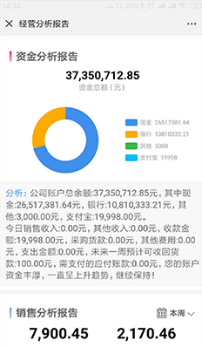 14:34
经营分析报告
资金分析报告
37,350,712.85
资金总额(元)
现金 26517381.64
银行 10810333.21
其他 3000
支付宝 19998
分析:公司账户总余额:37,350,712.85元,其中现
金:26,517,381.64元,银行:10,810,333.21元,其
他:3,000.00元,支付宝:19,998.00元。
今日销售收入:0.00元,其他收入:0.00元,收款金
额:19,998.00元,采购货款:0.00元,其他费用:0.00
元,支出金额:0.00元,未来一周预计可收回货
款:100.00元,需支付的应付账款:0.00元,您的账户
资金丰厚,一直呈上升趋势,继续保持!
销售分析报告
本周
7,900.45
2,170.46